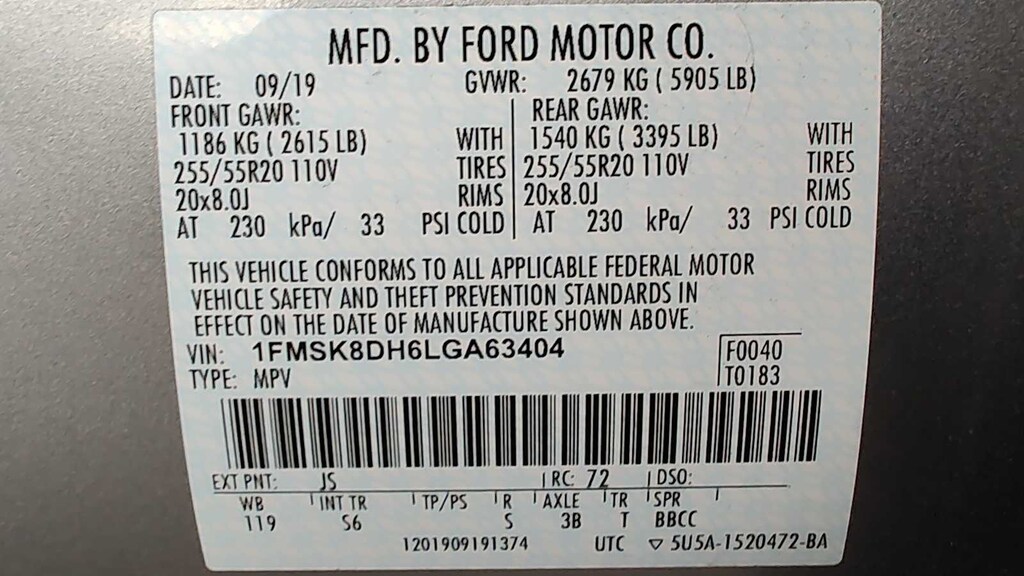 MFD. BY FORD MOTOR CO.
DATE: 09/19 GVWR: 2679 KG ( 5905 LB)
FRONT GAWR: REAR GAWR:
1186 KG ( 2615 LB) WITH 1540 KG ( 3395 LB) WITH
255/55R20 110V TIRES 255/55R20 110V TIRES
20x8.0J RIMS 20x8.0J RIMS
AT 230 kPa/ 33 PSI COLD AT 230 kPa/ 33 PSI COLD
THIS VEHICLE CONFORMS TO ALL APPLICABLE FEDERAL MOTOR
VEHICLE SAFETY AND THEFT PREVENTION STANDARDS IN
EFFECT ON THE DATE OF MANUFACTURE SHOWN ABOVE.
VIN: 1FMSK8DH6LGA63404 F0040
TYPE: MPV T0183
EXT PNT: JS RC: 72 DSO:
WB INT TR TP/PS R AXLE TR SPR
119 S6 S 3B T BBCC
1201909191374 UTC ▽ 5U5A-1520472-BA